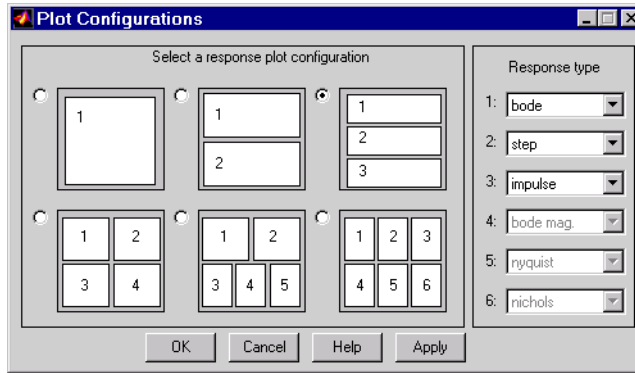 Plot Configurations
Select a response plot configuration
1
1
2
1
2
3
1 2
3 4
1 2
3 4 5
1 2 3
4 5 6
Response type
1: bode
2: step
3: impulse
4: bode mag.
5: nyquist
6: nichols
OK Cancel Help Apply